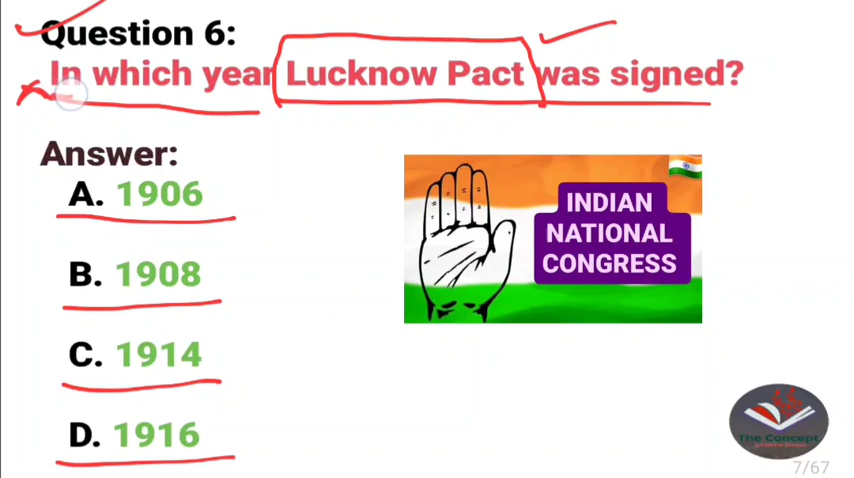 Question 6:
In which year Lucknow Pact was signed?
Answer:
A. 1906
B. 1908
C. 1914
D. 1916
INDIAN
NATIONAL
CONGRESS
The Concept
7/67